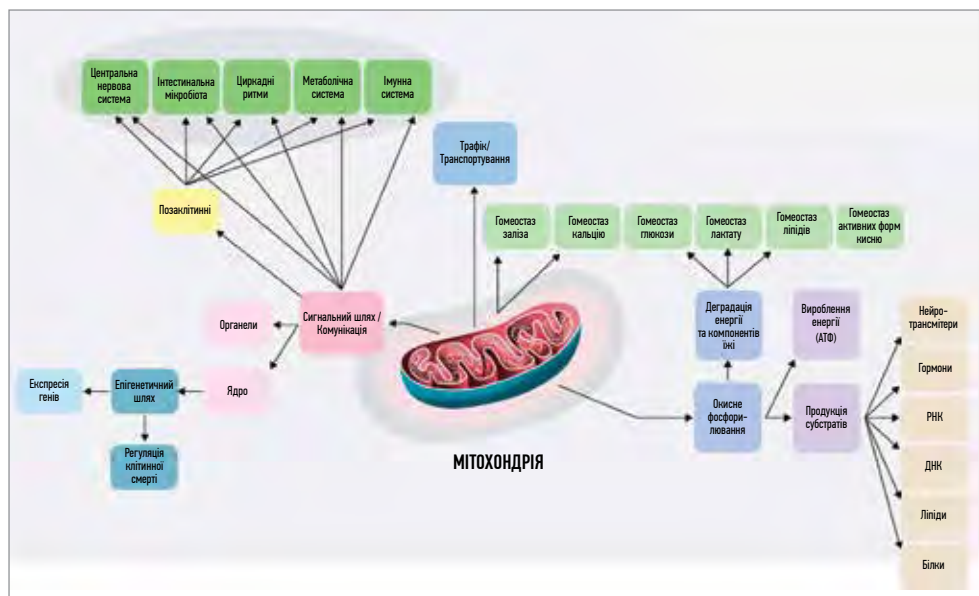 Центральна
нервова
система
Інтестинальна
мікробіота
Циркадні
ритми
Метаболічна
система
Імунна
система
Трафік/
Транспортування
Позаклітинні
Гомеостаз
заліза
Гомеостаз
кальцію
Гомеостаз
глюкози
Гомеостаз
лактату
Гомеостаз
ліпідів
Гомеостаз
активних форм
кисню
Органели
Сигнальний шлях /
Комунікація
Деградація
енергії
та компонентів
їжі
Вироблення
енергії
(АТФ)
Нейро-
трансмітери
Гормони
Експресія
генів
Епігенетичний
шлях
Ядро
Окисне
фосфори-
лювання
Продукція
субстратів
РНК
Регуляція
клітинної
смерті
МІТОХОНДРІЯ
ДНК
Ліпіди
Білки